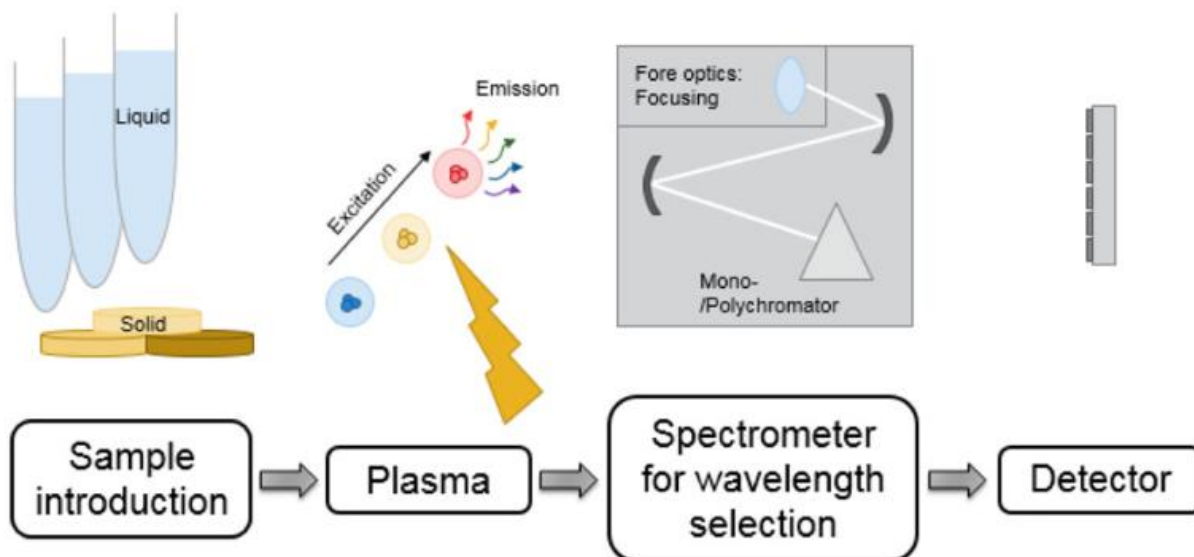 Liquid
Solid
Excitation
Emission
Fore optics:
Focusing
Mono-
/Polychromator
Sample
introduction
Plasma
Spectrometer
for wavelength
selection
Detector